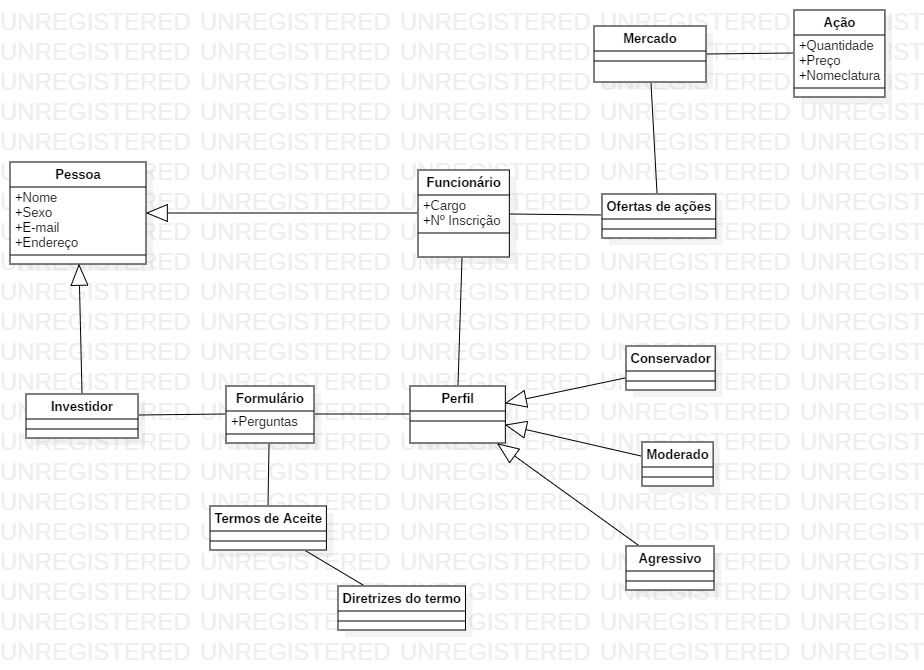 Mercado
Ação
+Quantidade
+Preço
+Nomeclatura
Pessoa
+Nome
+Sexo
+E-mail
+Endereço
Funcionário
+Cargo
+Nº Inscrição
Ofertas de ações
Conservador
Investidor
Formulário
+Perguntas
Perfil
Moderado
Termos de Aceite
Agressivo
Diretrizes do termo
UNREGISTERED